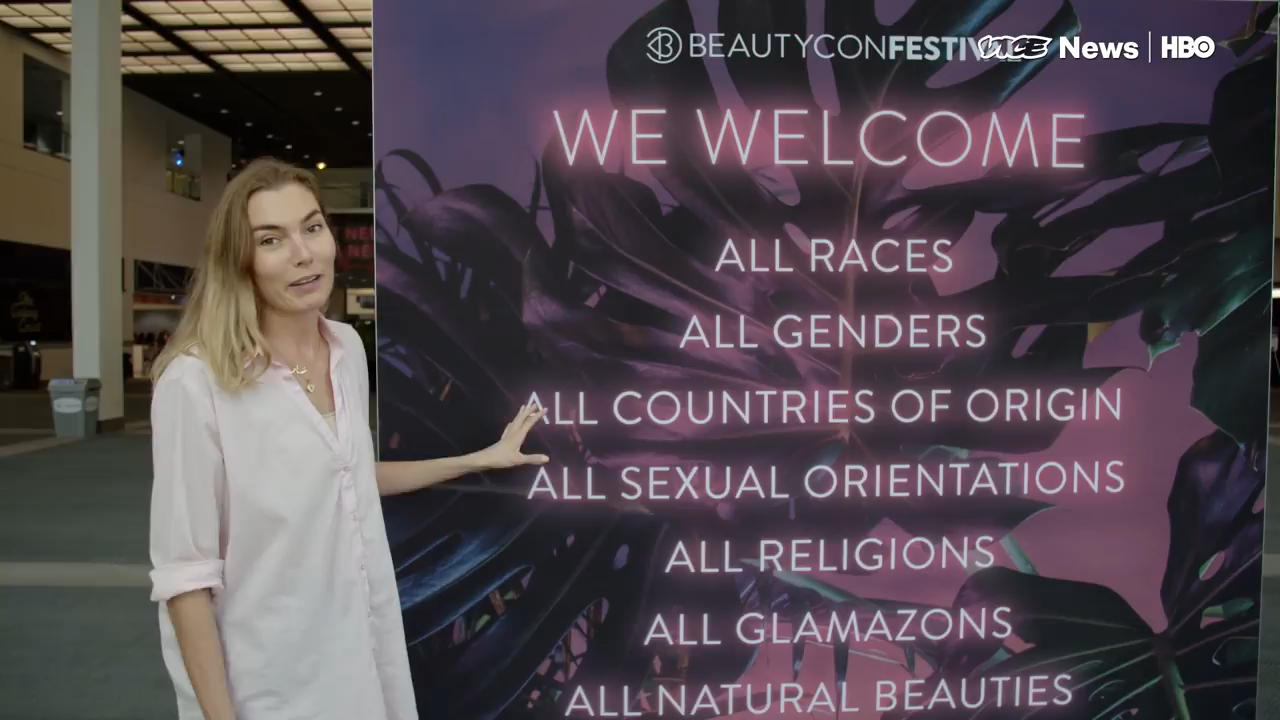 BEAUTYCONFESTIVAL
VICE News | HBO
WE WELCOME
ALL RACES
ALL GENDERS
ALL COUNTRIES OF ORIGIN
ALL SEXUAL ORIENTATIONS
ALL RELIGIONS
ALL GLAMAZONS
ALL NATURAL BEAUTIES